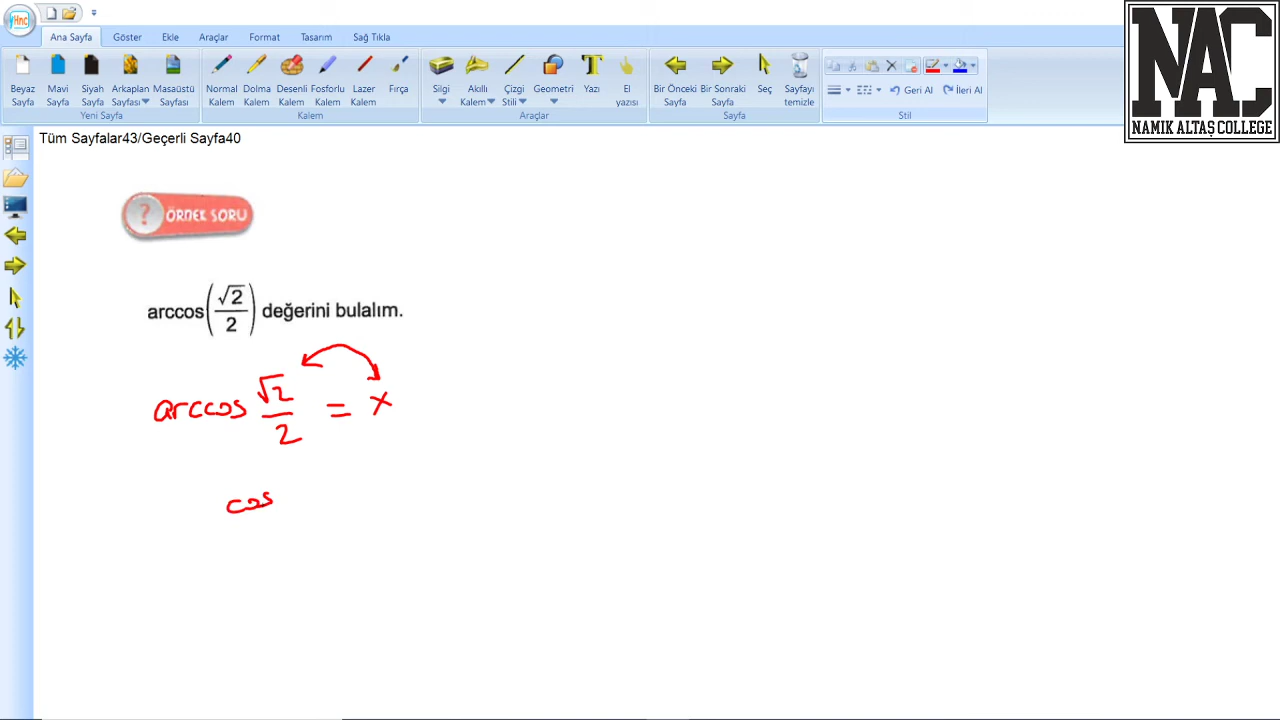 Hnc
Ana Sayfa Göster Ekle Araçlar Format Tasarım Sağ Tıkla
Beyaz Sayfa Mavi Sayfa Siyah Sayfa Arkaplan Sayfası Masaüstü Sayfası
Yeni Sayfa
Normal Kalem Dolma Kalem Desenli Kalem Fosforlu Kalem Lazer Kalem Fırça
Kalem
Silgi Akıllı Kalem Çizgi Stili Geometri Yazı El yazısı
Araçlar
Bir Önceki Sayfa Bir Sonraki Sayfa Seç Sayfayı temizle
Sayfa
Geri Al İleri Al
Stil
NAC
NAMIK ALTAŞ COLLEGE
Tüm Sayfalar43/Geçerli Sayfa40
? ÖRNEK SORU
arccos(√2/2) değerini bulalım.
arccos √2/2 = x
cos